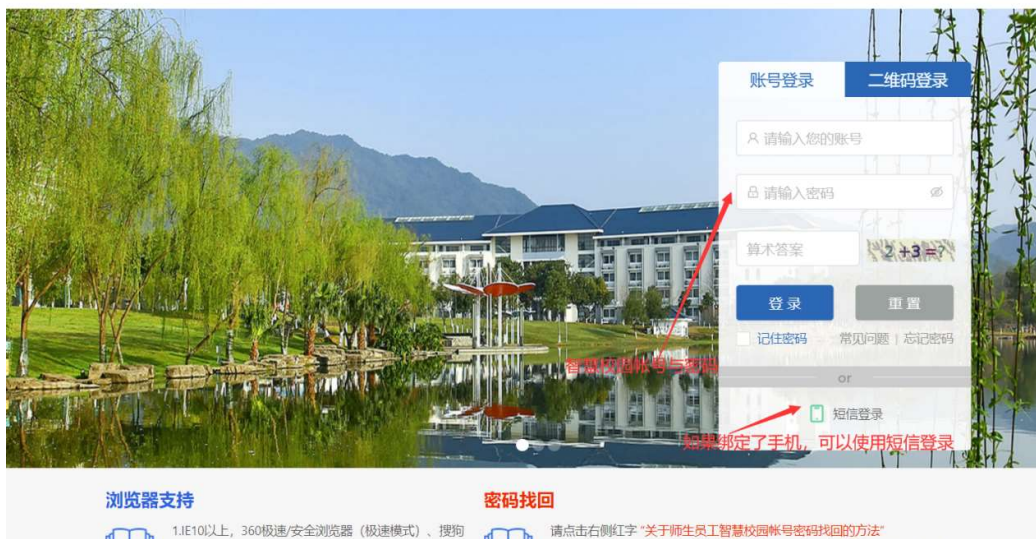 账号登录
二维码登录
请输入您的账号
请输入密码
算术答案
2 +3 =?
登录
重置
记住密码
常见问题 | 忘记密码
智慧校园帐号与密码
or
短信登录
如果绑定了手机，可以使用短信登录
浏览器支持
1.IE10以上，360极速/安全浏览器（极速模式）、搜狗
密码找回
请点击右侧红字 “关于师生员工智慧校园帐号密码找回的方法”